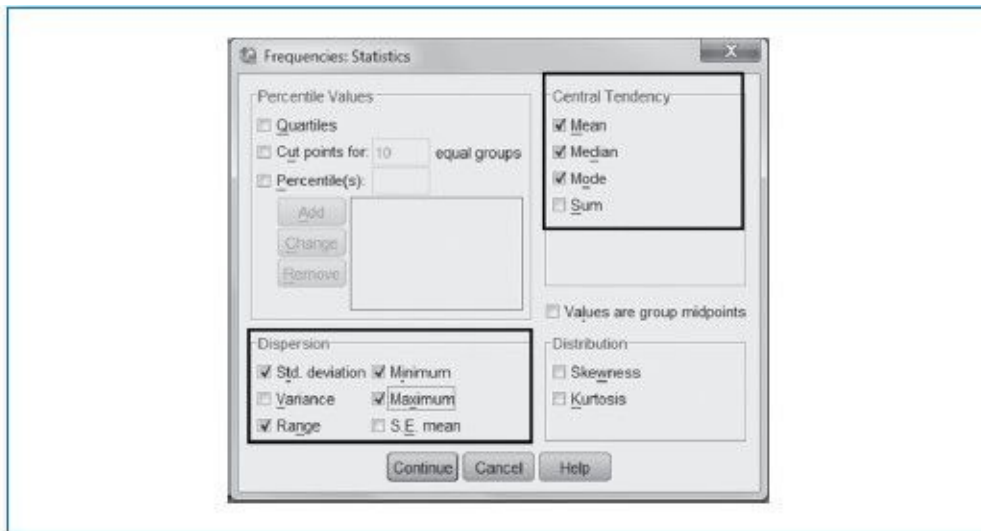 Frequencies: Statistics
X
Percentile Values
Quartiles
Cut points for: 10 equal groups
Percentile(s):
Add
Change
Remove
Central Tendency
Mean
Median
Mode
Sum
Values are group midpoints
Dispersion
Std. deviation Minimum
Variance Maximum
Range S.E. mean
Distribution
Skewness
Kurtosis
Continue Cancel Help